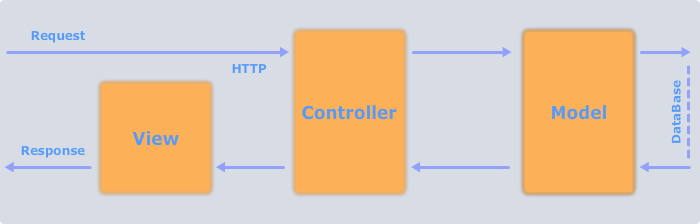 Request
HTTP
Controller
Model
DataBase
View
Response